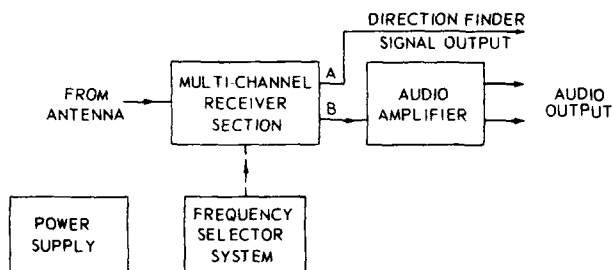 DIRECTION FINDER
SIGNAL OUTPUT
A
MULTI-CHANNEL
RECEIVER
SECTION
FROM
ANTENNA
B
AUDIO
AMPLIFIER
AUDIO
OUTPUT
POWER
SUPPLY
FREQUENCY
SELECTOR
SYSTEM